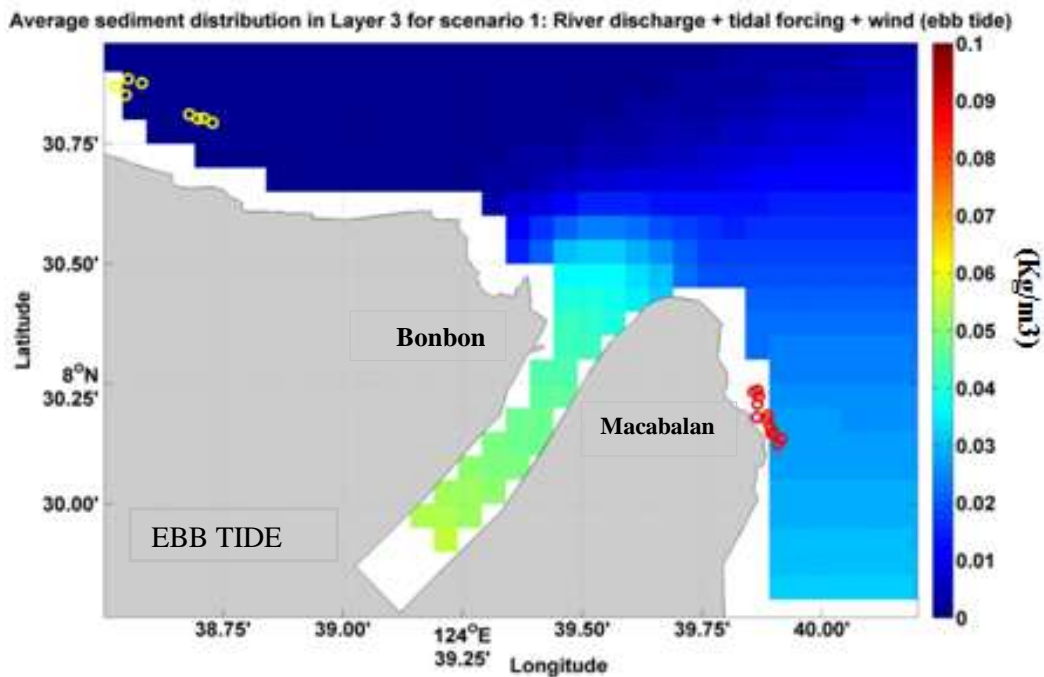 Average sediment distribution in Layer 3 for scenario 1: River discharge + tidal forcing + wind (ebb tide)
0.1
0.09
0.08
0.07
0.06
0.05
0.04
0.03
0.02
0.01
0
(Kg/m3)
Latitude
30.75'
30.50'
8°N
30.25'
30.00'
Bonbon
Macabalan
EBB TIDE
38.75'
39.00'
124°E
39.25'
39.50'
39.75'
40.00'
Longitude